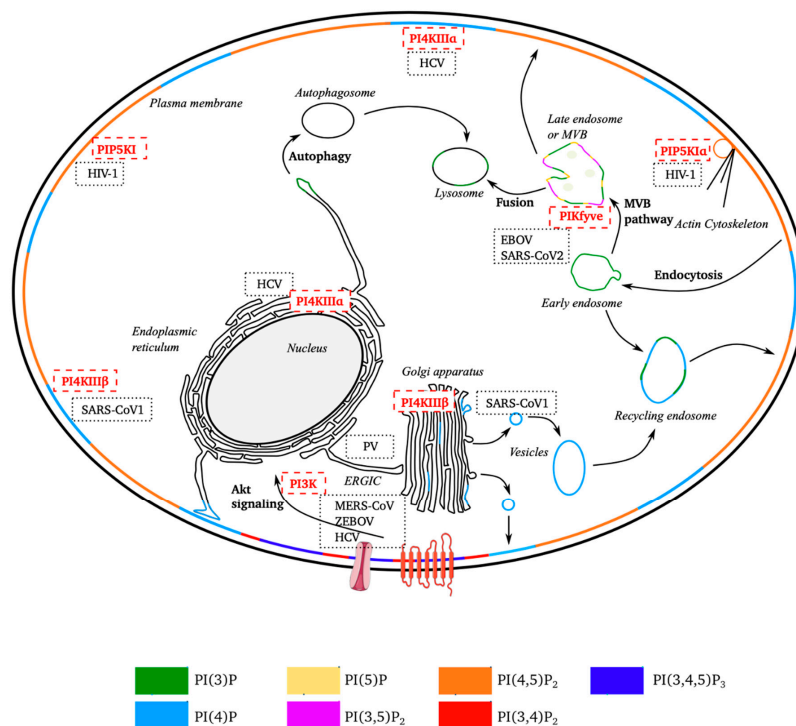 PI4KIIIα
HCV
Autophagosome
Plasma membrane
Late endosome
or MVB
PIP5KI
HIV-1
Autophagy
PIP5KIα
HIV-1
Lysosome
Fusion
MVB
pathway
PIKfyve
Actin Cytoskeleton
EBOV
SARS-CoV2
HCV
Endocytosis
PI4KIIIα
Early endosome
Endoplasmic
reticulum
Nucleus
Golgi apparatus
PI4KIIIβ
SARS-CoV1
PI4KIIIβ
SARS-CoV1
Recycling endosome
PV
Vesicles
ERGIC
PI3K
Akt
signaling
MERS-CoV
ZEBOV
HCV
PI(3)P
PI(5)P
PI(4,5)P₂
PI(3,4,5)P₃
PI(4)P
PI(3,5)P₂
PI(3,4)P₂